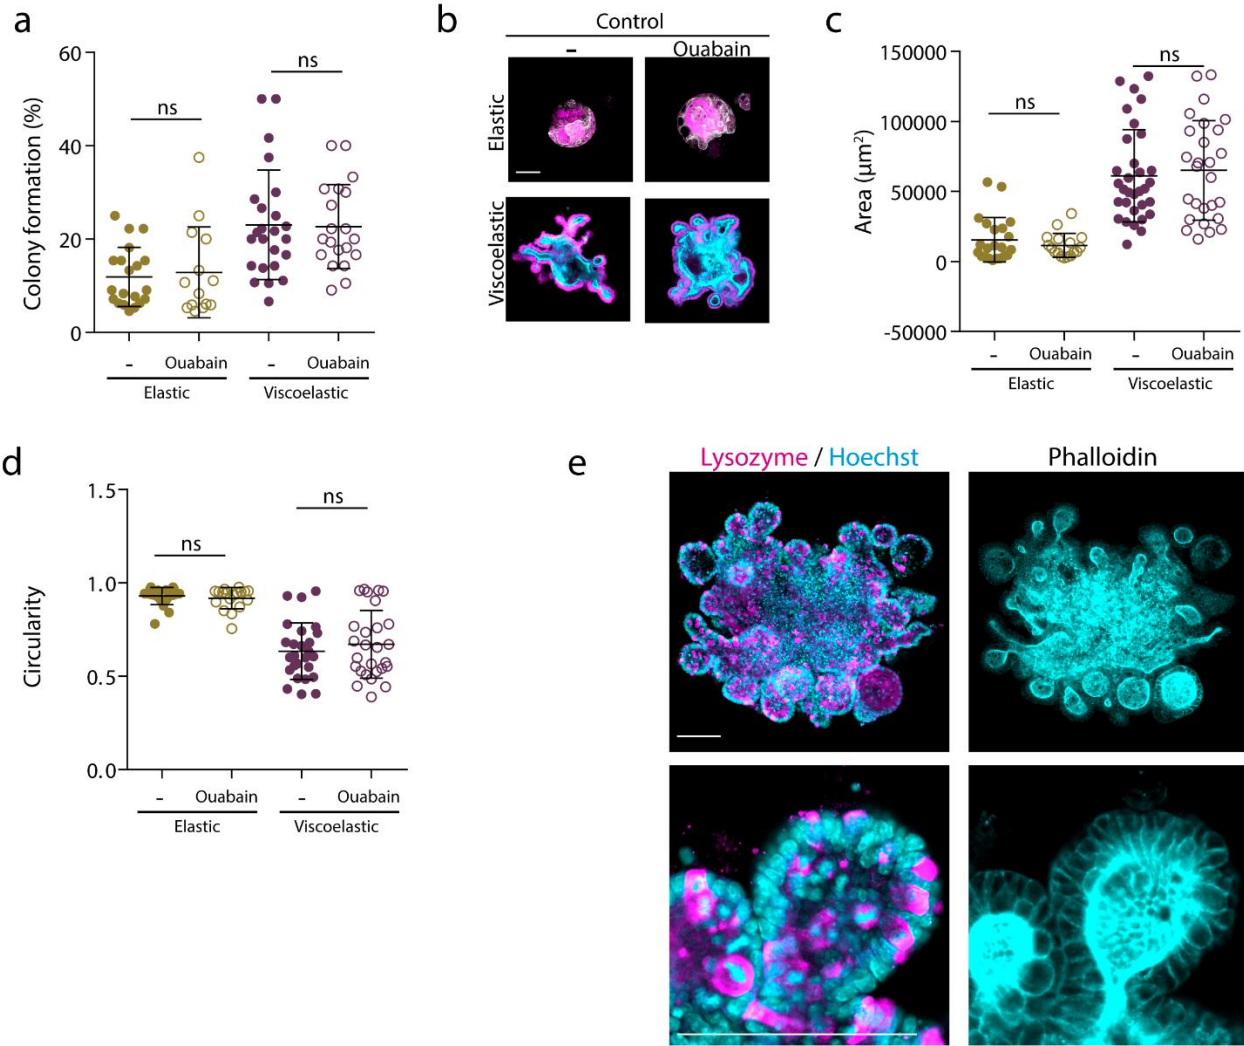 a
60
40
20
0
Colony formation (%)
ns
ns
-
Ouabain
-
Ouabain
Elastic
Viscoelastic
b
Control
-
Ouabain
Elastic
Viscoelastic
c
150000
100000
50000
0
-50000
Area (µm²)
ns
ns
-
Ouabain
-
Ouabain
Elastic
Viscoelastic
d
1.5
1.0
0.5
0.0
Circularity
ns
ns
-
Ouabain
-
Ouabain
Elastic
Viscoelastic
e
Lysozyme / Hoechst
Phalloidin